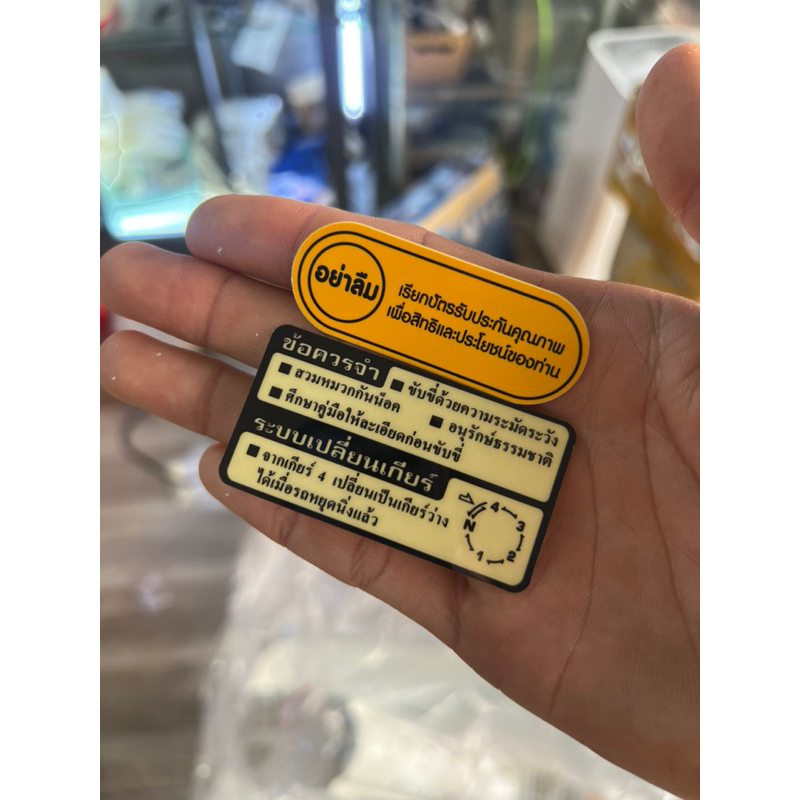 อย่าลืม
เรียกบัตรรับประกันคุณภาพ
เพื่อสิทธิและประโยชน์ของท่าน
ข้อควรจำ
■ สวมหมวกกันน็อค ■ ขับขี่ด้วยความระมัดระวัง
■ ศึกษาคู่มือให้ละเอียดก่อนขับขี่ ■ อนุรักษ์ธรรมชาติ
ระบบเปลี่ยนเกียร์
■ จากเกียร์ 4 เปลี่ยนเป็นเกียร์ว่าง
ได้เมื่อรถหยุดนิ่งแล้ว
N 4 3
1 2